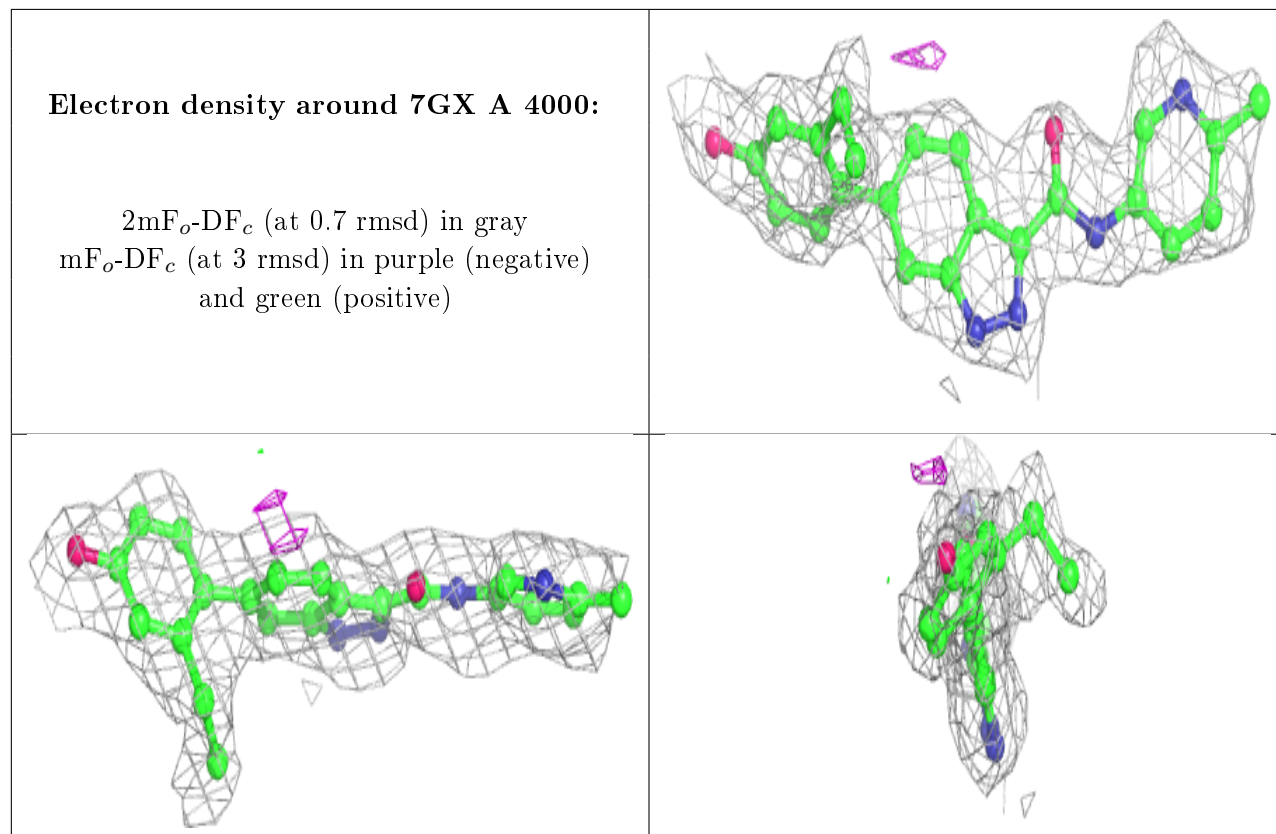 Electron density around 7GX A 4000:
2mFo-DFc (at 0.7 rmsd) in gray
mFo-DFc (at 3 rmsd) in purple (negative)
and green (positive)